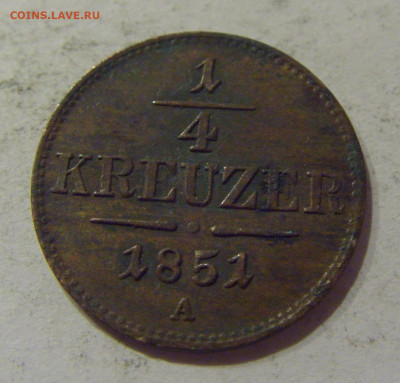 COINS.LAVE.RU
1
4
KREUZER
1851
A